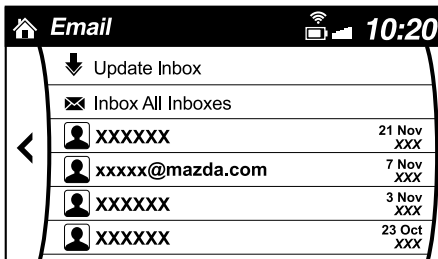 Email 10:20
Update Inbox
Inbox All Inboxes
XXXXXX 21 Nov
XXX
xxxxx@mazda.com 7 Nov
XXX
XXXXXX 3 Nov
XXX
XXXXXX 23 Oct
XXX